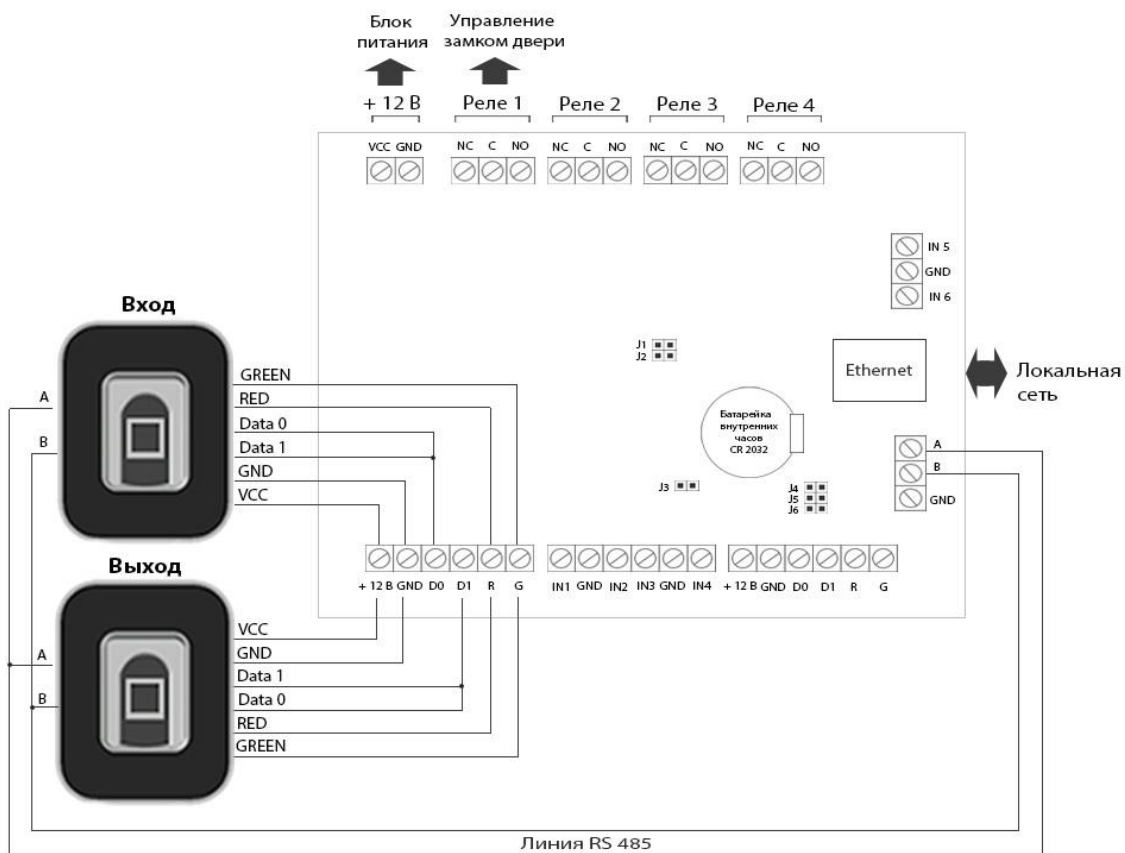 Блок
питания
Управление
замком двери
+ 12 В
Реле 1
Реле 2
Реле 3
Реле 4
VCC GND
NC C NO
NC C NO
NC C NO
NC C NO
IN 5
GND
IN 6
Вход
J1
J2
Ethernet
Локальная
сеть
GREEN
RED
Data 0
Data 1
GND
VCC
A
B
Батарейка
внутренних
часов
CR 2032
A
B
GND
J3
J4
J5
J6
Выход
+ 12 В GND D0 D1 R G
IN1 GND IN2 IN3 GND IN4
+ 12 В GND D0 D1 R G
VCC
GND
Data 1
Data 0
RED
GREEN
A
B
Линия RS 485